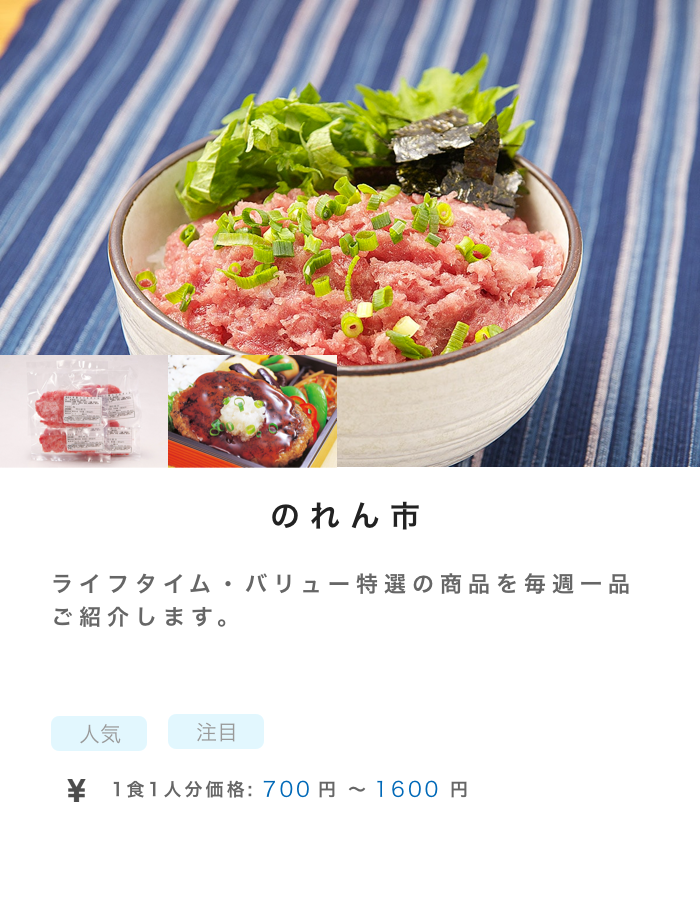 のれん市
ライフタイム・バリュー特選の商品を毎週一品
ご紹介します。
人気
注目
¥ 1食1人分価格: 700 円 ～ 1600 円